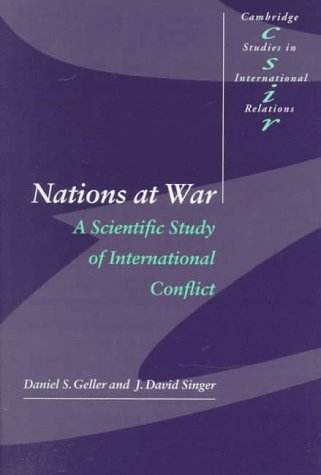 Cambridge
Studies in
International
Relations
c
s
i
r
Nations at War
A Scientific Study
of International
Conflict
Daniel S. Geller and J. David Singer